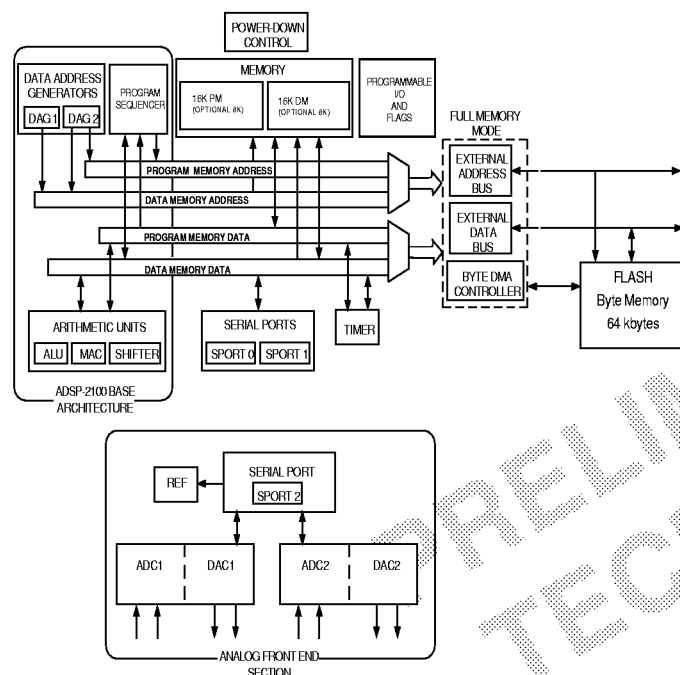 POWER-DOWN
CONTROL
DATA ADDRESS
GENERATORS
DAG 1
DAG 2
PROGRAM
SEQUENCER
MEMORY
16K PM
(OPTIONAL 8K)
16K DM
(OPTIONAL 8K)
PROGRAMMABLE
I/O
AND
FLAGS
FULL MEMORY
MODE
PROGRAM MEMORY ADDRESS
DATA MEMORY ADDRESS
PROGRAM MEMORY DATA
DATA MEMORY DATA
EXTERNAL
ADDRESS
BUS
EXTERNAL
DATA
BUS
BYTE DMA
CONTROLLER
FLASH
Byte Memory
64 kbytes
ARITHMETIC UNITS
ALU
MAC
SHIFTER
SERIAL PORTS
SPORT 0
SPORT 1
TIMER
ADSP-2100 BASE
ARCHITECTURE
REF
SERIAL PORT
SPORT 2
ADC1
DAC1
ADC2
DAC2
ANALOG FRONT END
SECTION
PRELIM
TEC